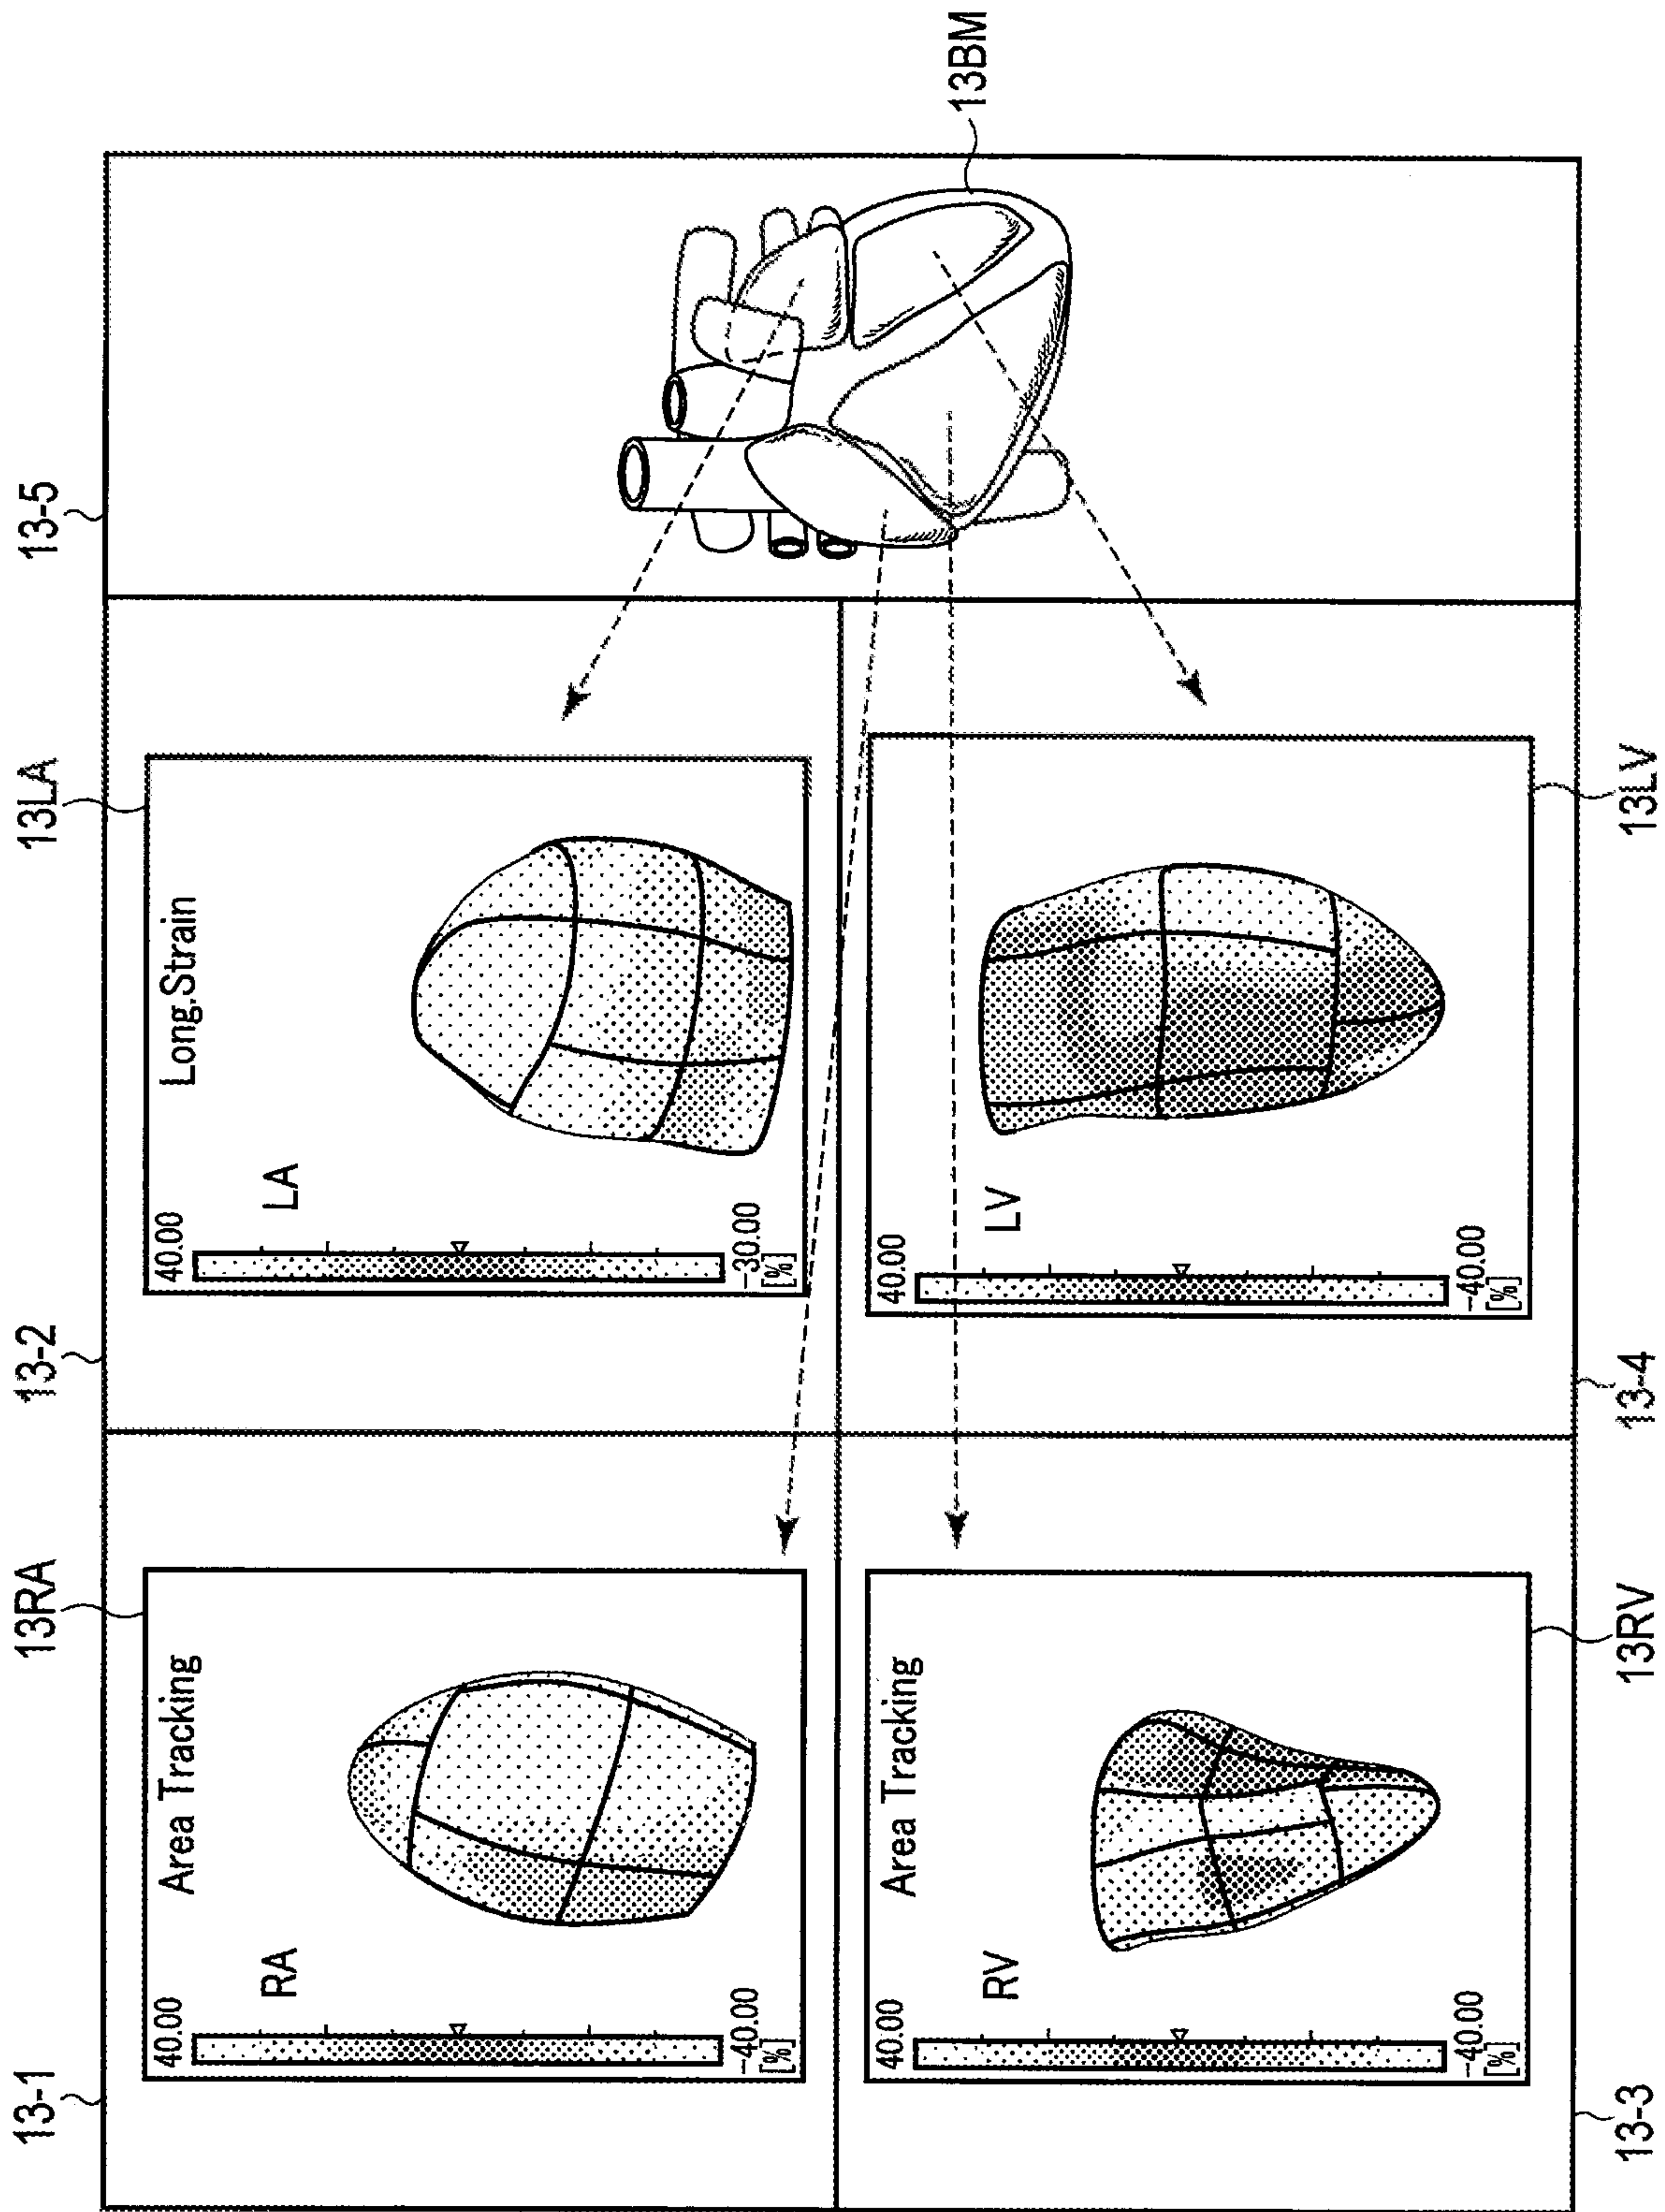 13-1
13RA
13-2
13LA
13-5
40.00
Area Tracking
RA
-40.00
[%]
40.00
Long.Strain
LA
-30.00
[%]
13BM
40.00
Area Tracking
RV
-40.00
[%]
40.00
LV
-40.00
[%]
13-3
13RV
13-4
13LV